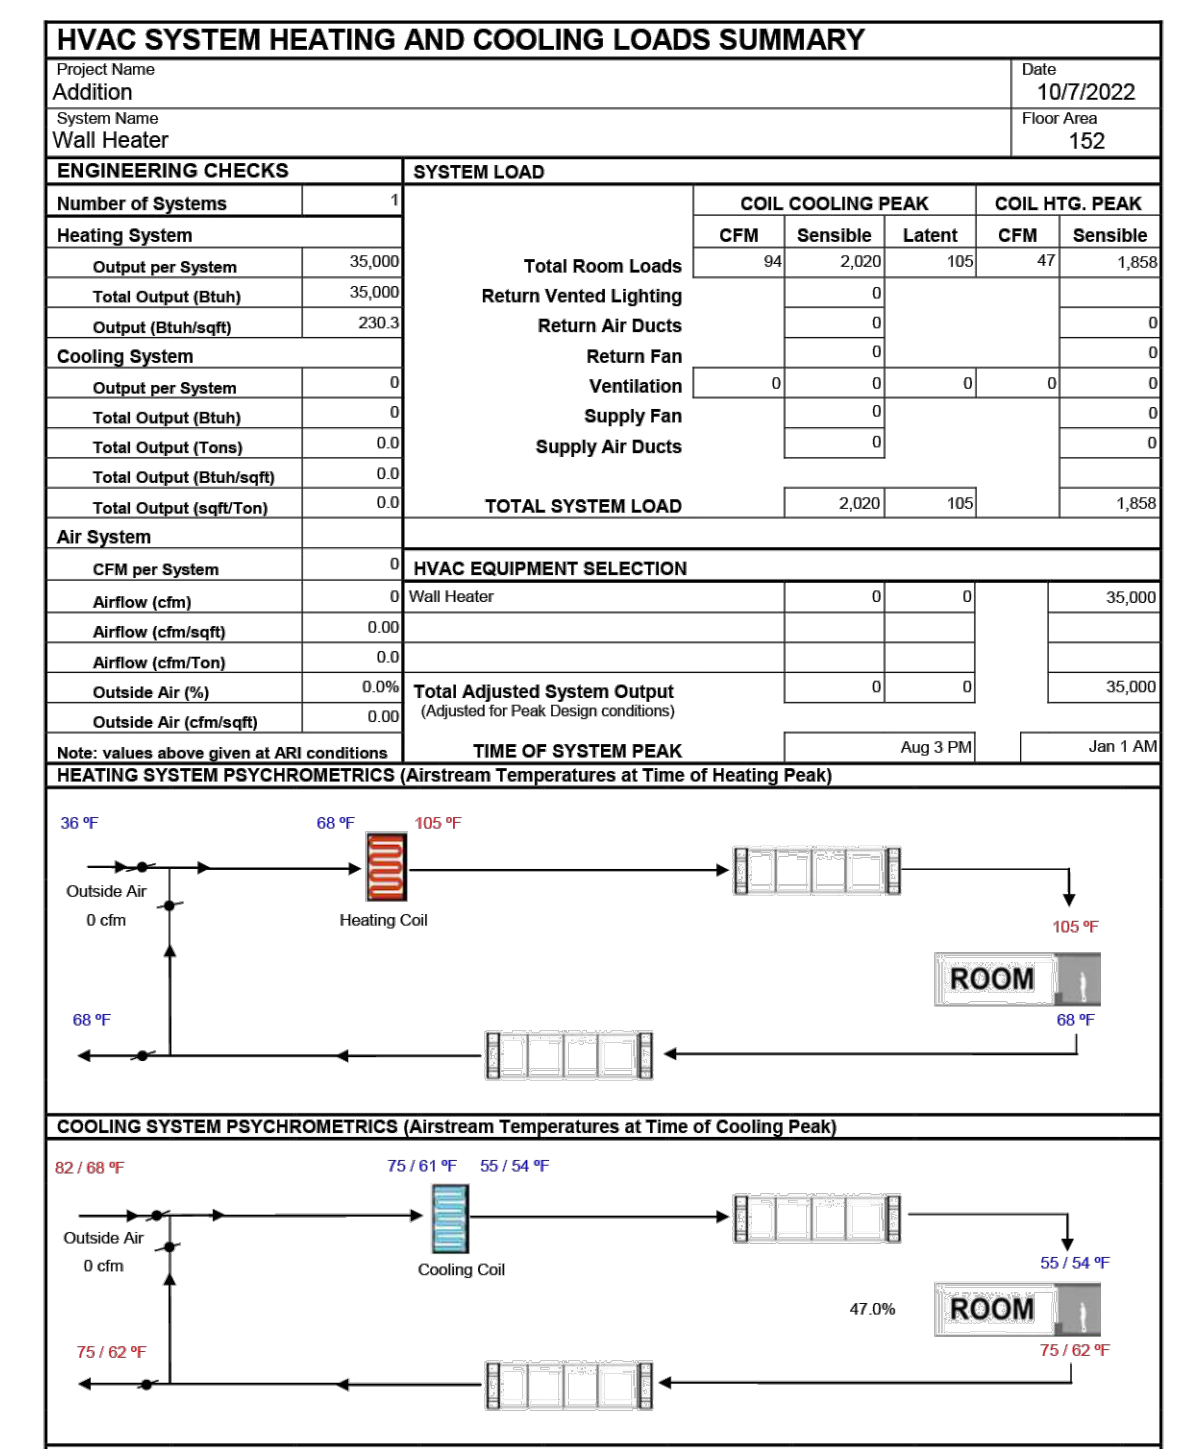 HVAC SYSTEM HEATING AND COOLING LOADS SUMMARY
Project Name
Addition
Date
10/7/2022
System Name
Wall Heater
Floor Area
152
ENGINEERING CHECKS
Number of Systems 1
Heating System
Output per System 35,000
Total Output (Btuh) 35,000
Output (Btuh/sqft) 230.3
Cooling System
Output per System 0
Total Output (Btuh) 0
Total Output (Tons) 0.0
Total Output (Btuh/sqft) 0.0
Total Output (sqft/Ton) 0.0
Air System
CFM per System 0
Airflow (cfm) 0
Airflow (cfm/sqft) 0.00
Airflow (cfm/Ton) 0.0
Outside Air (%) 0.0%
Outside Air (cfm/sqft) 0.00
Note: values above given at ARI conditions
SYSTEM LOAD
COIL COOLING PEAK COIL HTG. PEAK
CFM Sensible Latent CFM Sensible
Total Room Loads 94 2,020 105 47 1,858
Return Vented Lighting 0
Return Air Ducts 0 0
Return Fan 0 0
Ventilation 0 0 0 0 0
Supply Fan 0 0
Supply Air Ducts 0 0
TOTAL SYSTEM LOAD 2,020 105 1,858
HVAC EQUIPMENT SELECTION
Wall Heater 0 0 35,000
Total Adjusted System Output 0 0 35,000
(Adjusted for Peak Design conditions)
TIME OF SYSTEM PEAK Aug 3 PM Jan 1 AM
HEATING SYSTEM PSYCHROMETRICS (Airstream Temperatures at Time of Heating Peak)
36 ºF 68 ºF 105 ºF
Outside Air
0 cfm
Heating Coil
105 ºF
ROOM
68 ºF 68 ºF
COOLING SYSTEM PSYCHROMETRICS (Airstream Temperatures at Time of Cooling Peak)
82 / 68 ºF 75 / 61 ºF 55 / 54 ºF
Outside Air
0 cfm
Cooling Coil
55 / 54 ºF
47.0% ROOM
75 / 62 ºF 75 / 62 ºF